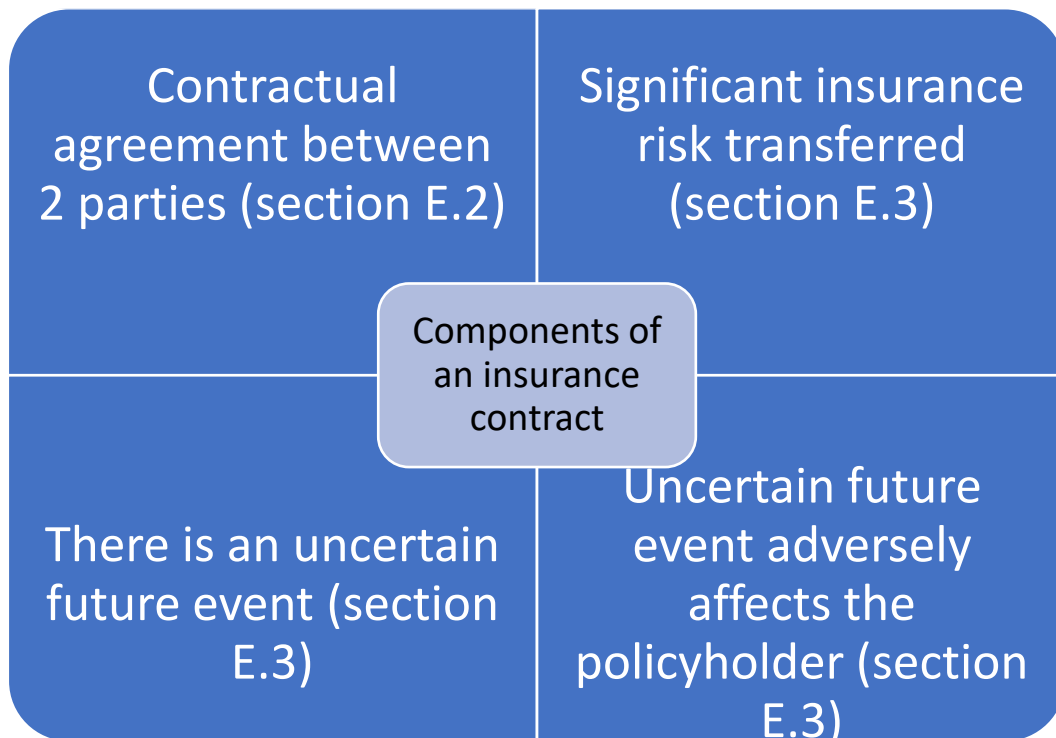 Contractual
agreement between
2 parties (section E.2)
Significant insurance
risk transferred
(section E.3)
Components of
an insurance
contract
There is an uncertain
future event (section
E.3)
Uncertain future
event adversely
affects the
policyholder (section
E.3)